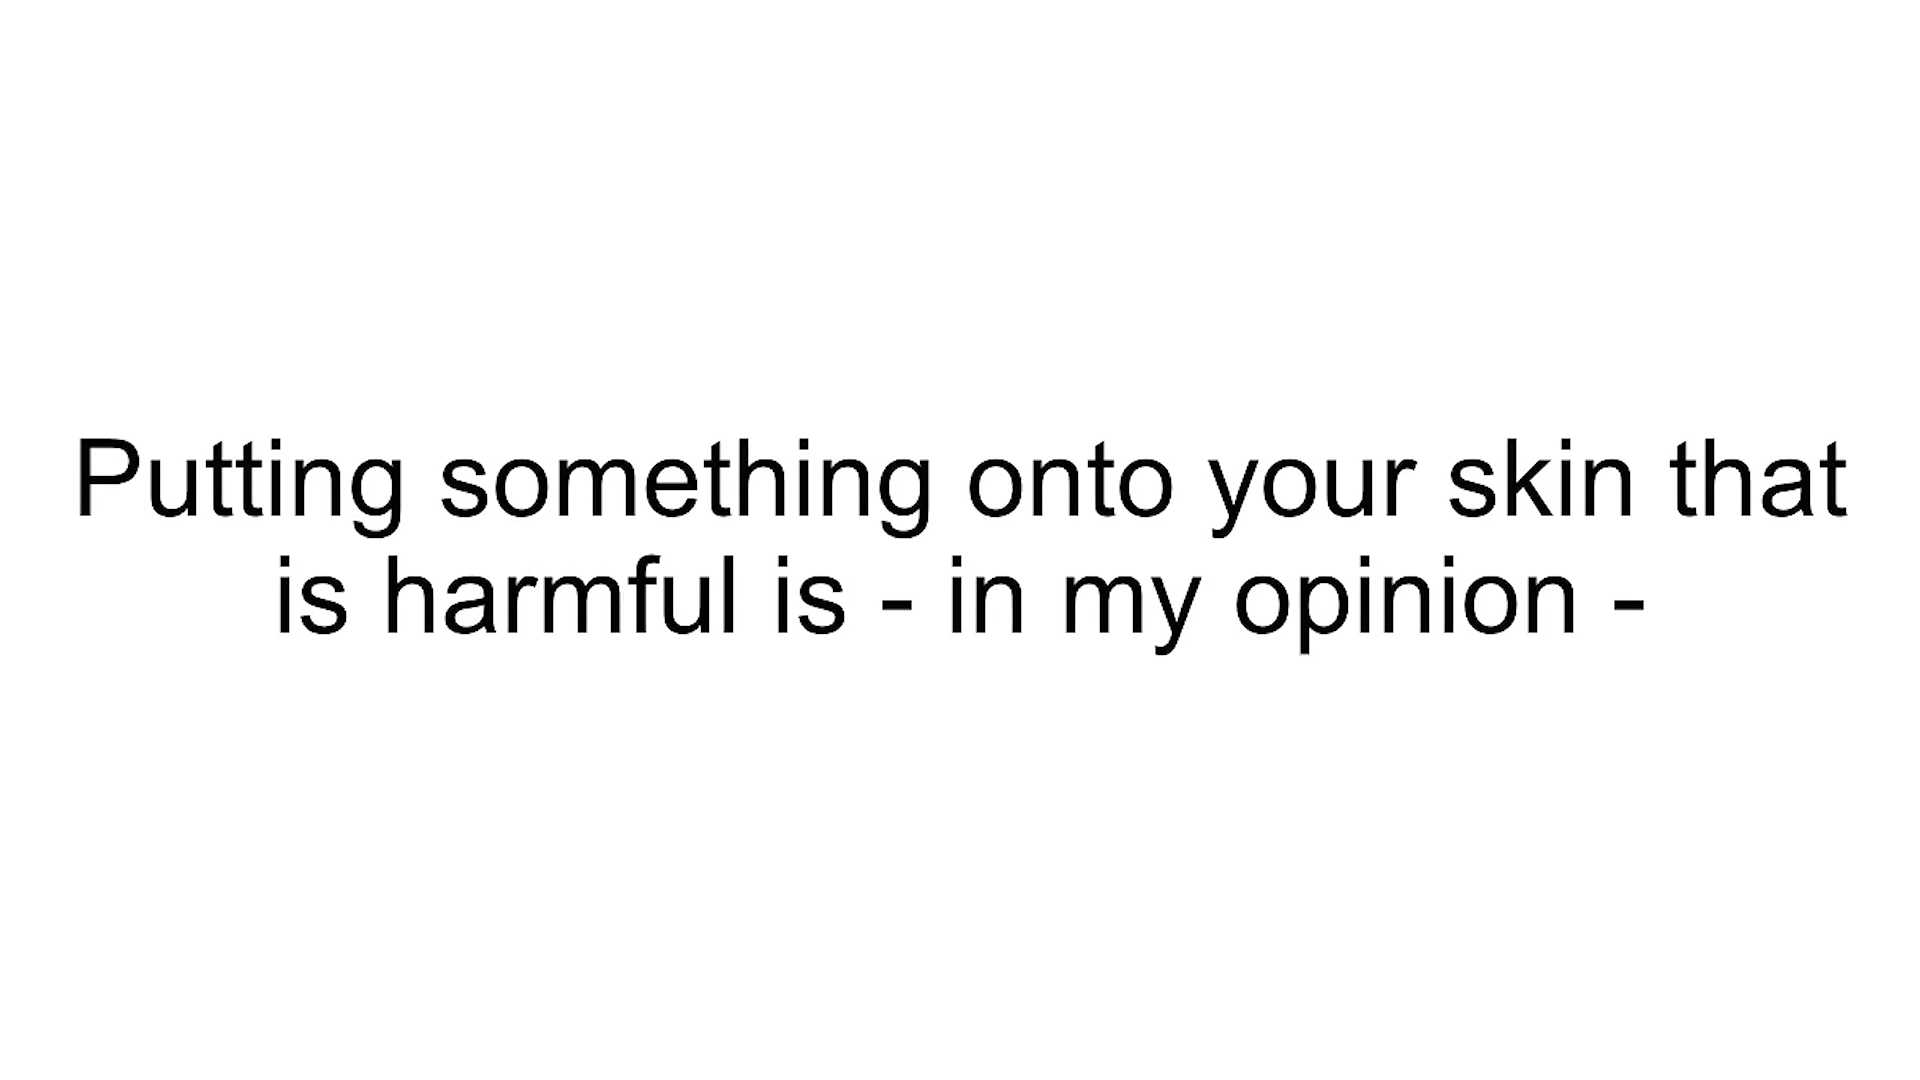 Putting something onto your skin that
is harmful is - in my opinion -